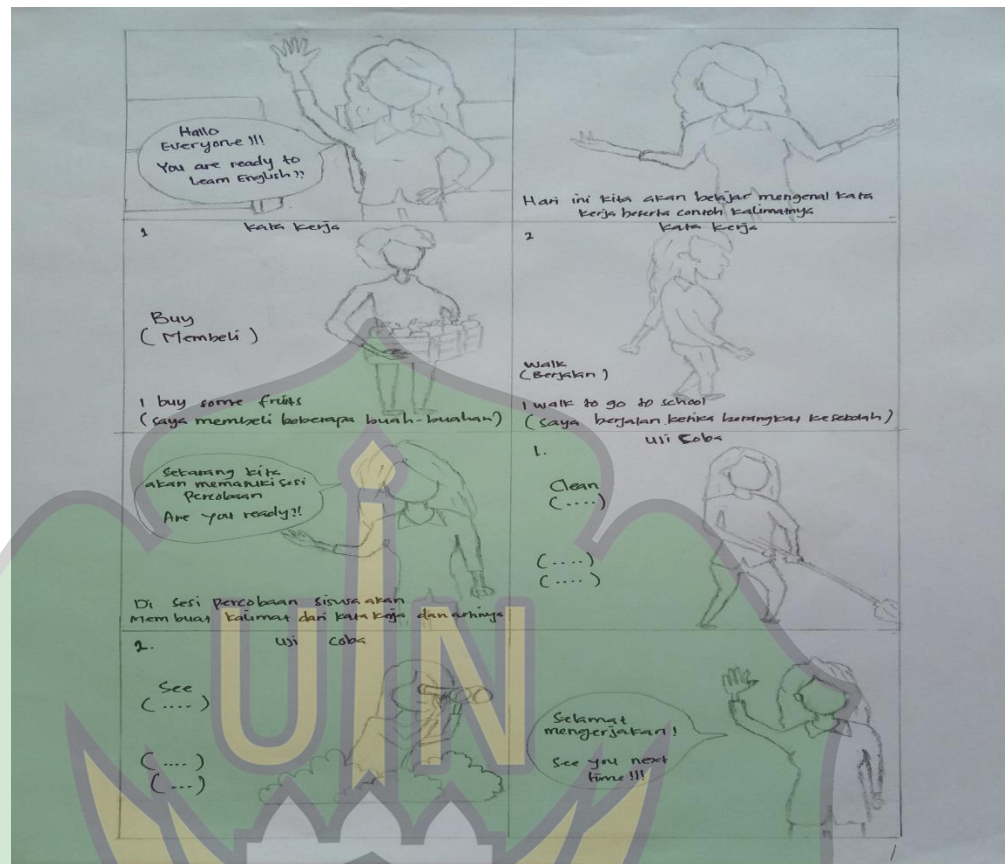 Hallo
Everyone !!!
You are ready to
Learn English ??
Hari ini kita akan belajar mengenal kata
kerja beserta contoh kalimatnya
1 kata kerja
Buy
( Membeli )
I buy some fruits
( saya membeli beberapa buah-buahan )
2 kata kerja
walk
(Berjalan )
I walk to go to school
( saya berjalan ketika berangkat ke sekolah )
Sekarang kita
akan memasuki sesi
Percobaan
Are you ready?!
Di sesi percobaan siswa akan
membuat kalimat dari kata kerja dan artinya
1. Uji Coba
Clean
( .... )
( .... )
( .... )
2. Uji Coba
See
( .... )
( .... )
( ... )
Selamat
mengerjakan !
See you next
time !!!
1
UIN